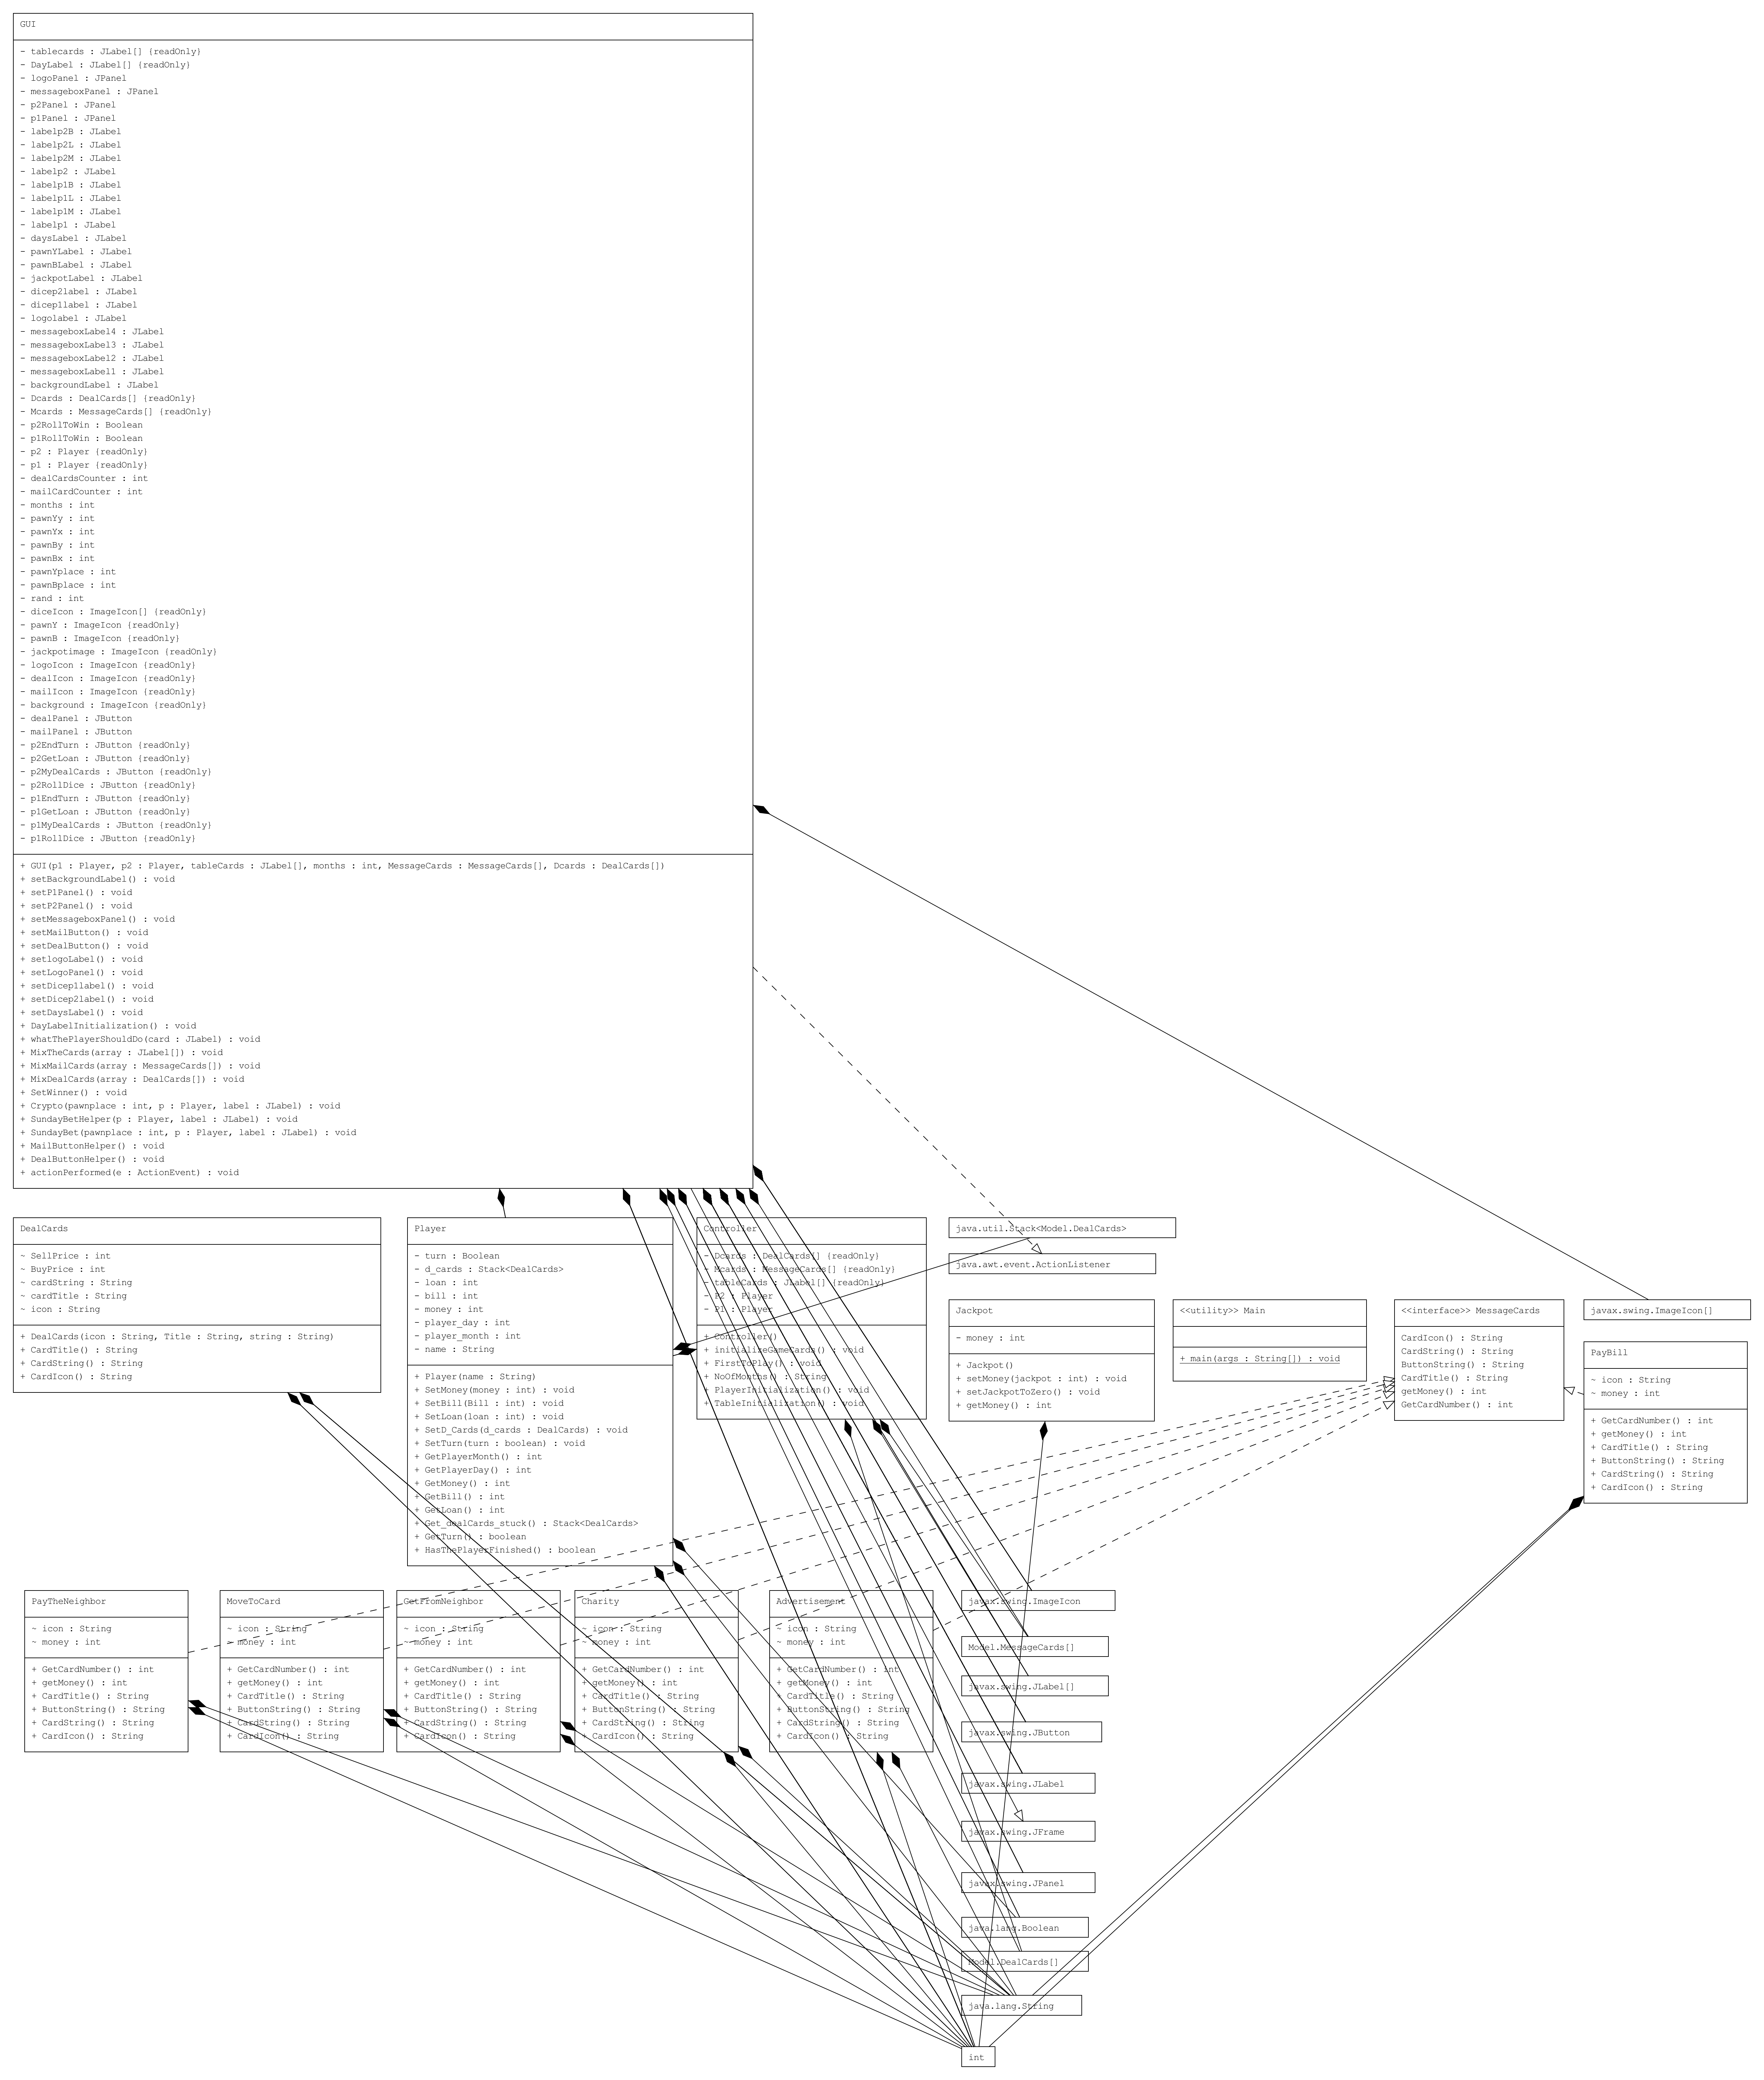 GUI
- tablecards : JLabel[] {readOnly}
- DayLabel : JLabel[] {readOnly}
- logoPanel : JPanel
- messageboxPanel : JPanel
- p2Panel : JPanel
- p1Panel : JPanel
- labelp2B : JLabel
- labelp2L : JLabel
- labelp2M : JLabel
- labelp2 : JLabel
- labelp1B : JLabel
- labelp1L : JLabel
- labelp1M : JLabel
- labelp1 : JLabel
- daysLabel : JLabel
- pawnYLabel : JLabel
- pawnBLabel : JLabel
- jackpotLabel : JLabel
- dicep2label : JLabel
- dicep1label : JLabel
- logolabel : JLabel
- messageboxLabel4 : JLabel
- messageboxLabel3 : JLabel
- messageboxLabel2 : JLabel
- messageboxLabel1 : JLabel
- backgroundLabel : JLabel
- Dcards : DealCards[] {readOnly}
- Mcards : MessageCards[] {readOnly}
- p2RollToWin : Boolean
- p1RollToWin : Boolean
- p2 : Player {readOnly}
- p1 : Player {readOnly}
- dealCardsCounter : int
- mailCardCounter : int
- months : int
- pawnYy : int
- pawnYx : int
- pawnBy : int
- pawnBx : int
- pawnYplace : int
- pawnBplace : int
- rand : int
- diceIcon : ImageIcon[] {readOnly}
- pawnY : ImageIcon {readOnly}
- pawnB : ImageIcon {readOnly}
- jackpotimage : ImageIcon {readOnly}
- logoIcon : ImageIcon {readOnly}
- dealIcon : ImageIcon {readOnly}
- mailIcon : ImageIcon {readOnly}
- background : ImageIcon {readOnly}
- dealPanel : JButton
- mailPanel : JButton
- p2EndTurn : JButton {readOnly}
- p2GetLoan : JButton {readOnly}
- p2MyDealCards : JButton {readOnly}
- p2RollDice : JButton {readOnly}
- p1EndTurn : JButton {readOnly}
- p1GetLoan : JButton {readOnly}
- p1MyDealCards : JButton {readOnly}
- p1RollDice : JButton {readOnly}
+ GUI(p1 : Player, p2 : Player, tableCards : JLabel[], months : int, MessageCards : MessageCards[], Dcards : DealCards[])
+ setBackgroundLabel() : void
+ setP1Panel() : void
+ setP2Panel() : void
+ setMessageboxPanel() : void
+ setMailButton() : void
+ setDealButton() : void
+ setlogoLabel() : void
+ setLogoPanel() : void
+ setDicep1label() : void
+ setDicep2label() : void
+ setDaysLabel() : void
+ DayLabelInitialization() : void
+ whatThePlayerShouldDo(card : JLabel) : void
+ MixTheCards(array : JLabel[]) : void
+ MixMailCards(array : MessageCards[]) : void
+ MixDealCards(array : DealCards[]) : void
+ SetWinner() : void
+ Crypto(pawnplace : int, p : Player, label : JLabel) : void
+ SundayBetHelper(p : Player, label : JLabel) : void
+ SundayBet(pawnplace : int, p : Player, label : JLabel) : void
+ MailButtonHelper() : void
+ DealButtonHelper() : void
+ actionPerformed(e : ActionEvent) : void
DealCards
~ SellPrice : int
~ BuyPrice : int
~ cardString : String
~ cardTitle : String
~ icon : String
+ DealCards(icon : String, Title : String, string : String)
+ CardTitle() : String
+ CardString() : String
+ CardIcon() : String
Player
- turn : Boolean
- d_cards : Stack<DealCards>
- loan : int
- bill : int
- money : int
- player_day : int
- player_month : int
- name : String
+ Player(name : String)
+ SetMoney(money : int) : void
+ SetBill(Bill : int) : void
+ SetLoan(loan : int) : void
+ SetD_Cards(d_cards : DealCards) : void
+ SetTurn(turn : boolean) : void
+ GetPlayerMonth() : int
+ GetPlayerDay() : int
+ GetMoney() : int
+ GetBill() : int
+ GetLoan() : int
+ Get_dealCards_stuck() : Stack<DealCards>
+ GetTurn() : boolean
+ HasThePlayerFinished() : boolean
Controller
- Dcards : DealCards[] {readOnly}
- Mcards : MessageCards[] {readOnly}
- tableCards : JLabel[] {readOnly}
- P2 : Player
- P1 : Player
+ Controller()
+ initializeGameCards() : void
+ FirstToPlay() : void
+ NoOfMonths() : String
+ PlayerInitialization() : void
+ TableInitialization() : void
java.util.Stack<Model.DealCards>
java.awt.event.ActionListener
Jackpot
- money : int
+ Jackpot()
+ setMoney(jackpot : int) : void
+ setJackpotToZero() : void
+ getMoney() : int
<<utility>> Main
+ main(args : String[]) : void
<<interface>> MessageCards
CardIcon() : String
CardString() : String
ButtonString() : String
CardTitle() : String
getMoney() : int
GetCardNumber() : int
javax.swing.ImageIcon[]
PayBill
~ icon : String
~ money : int
+ GetCardNumber() : int
+ getMoney() : int
+ CardTitle() : String
+ ButtonString() : String
+ CardString() : String
+ CardIcon() : String
PayTheNeighbor
~ icon : String
~ money : int
+ GetCardNumber() : int
+ getMoney() : int
+ CardTitle() : String
+ ButtonString() : String
+ CardString() : String
+ CardIcon() : String
MoveToCard
~ icon : String
~ money : int
+ GetCardNumber() : int
+ getMoney() : int
+ CardTitle() : String
+ ButtonString() : String
+ CardString() : String
+ CardIcon() : String
GetFromNeighbor
~ icon : String
~ money : int
+ GetCardNumber() : int
+ getMoney() : int
+ CardTitle() : String
+ ButtonString() : String
+ CardString() : String
+ CardIcon() : String
Charity
~ icon : String
~ money : int
+ GetCardNumber() : int
+ getMoney() : int
+ CardTitle() : String
+ ButtonString() : String
+ CardString() : String
+ CardIcon() : String
Advertisement
~ icon : String
~ money : int
+ GetCardNumber() : int
+ getMoney() : int
+ CardTitle() : String
+ ButtonString() : String
+ CardString() : String
+ CardIcon() : String
javax.swing.ImageIcon
Model.MessageCards[]
javax.swing.JLabel[]
javax.swing.JButton
javax.swing.JLabel
javax.swing.JFrame
javax.swing.JPanel
java.lang.Boolean
Model.DealCards[]
java.lang.String
int